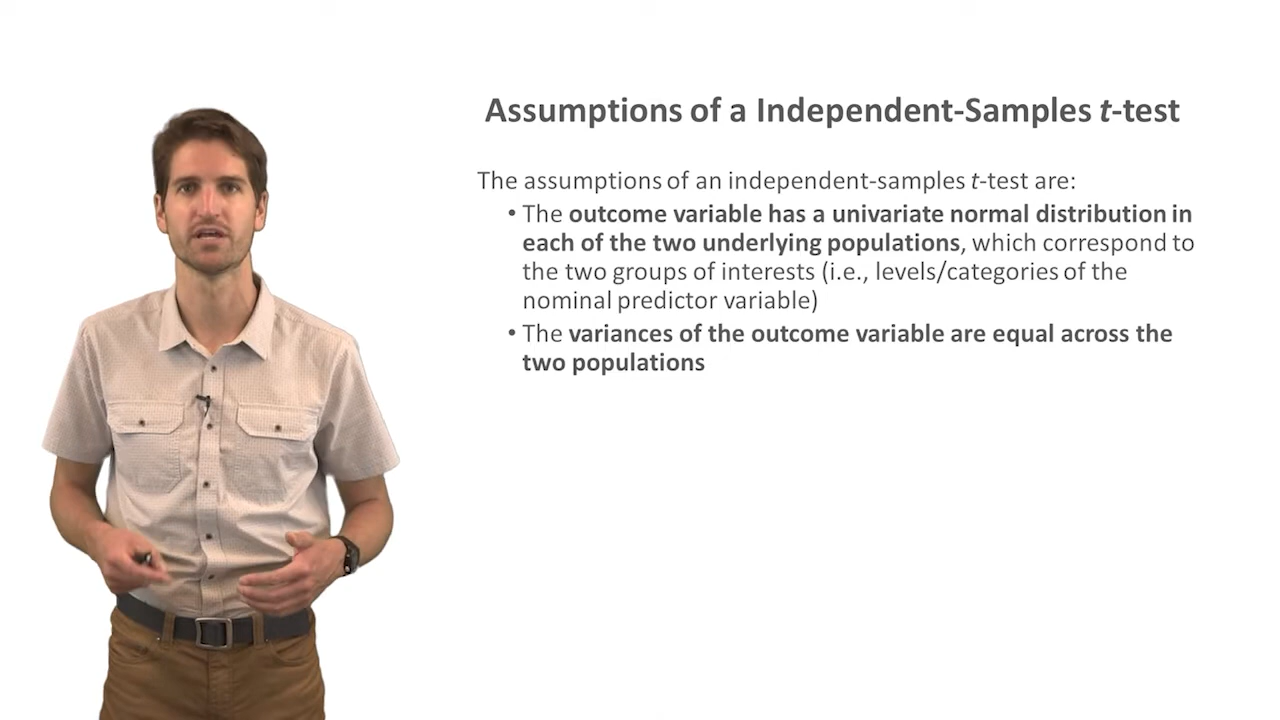 Assumptions of a Independent-Samples t-test
The assumptions of an independent-samples t-test are:
• The outcome variable has a univariate normal distribution in
each of the two underlying populations, which correspond to
the two groups of interests (i.e., levels/categories of the
nominal predictor variable)
• The variances of the outcome variable are equal across the
two populations